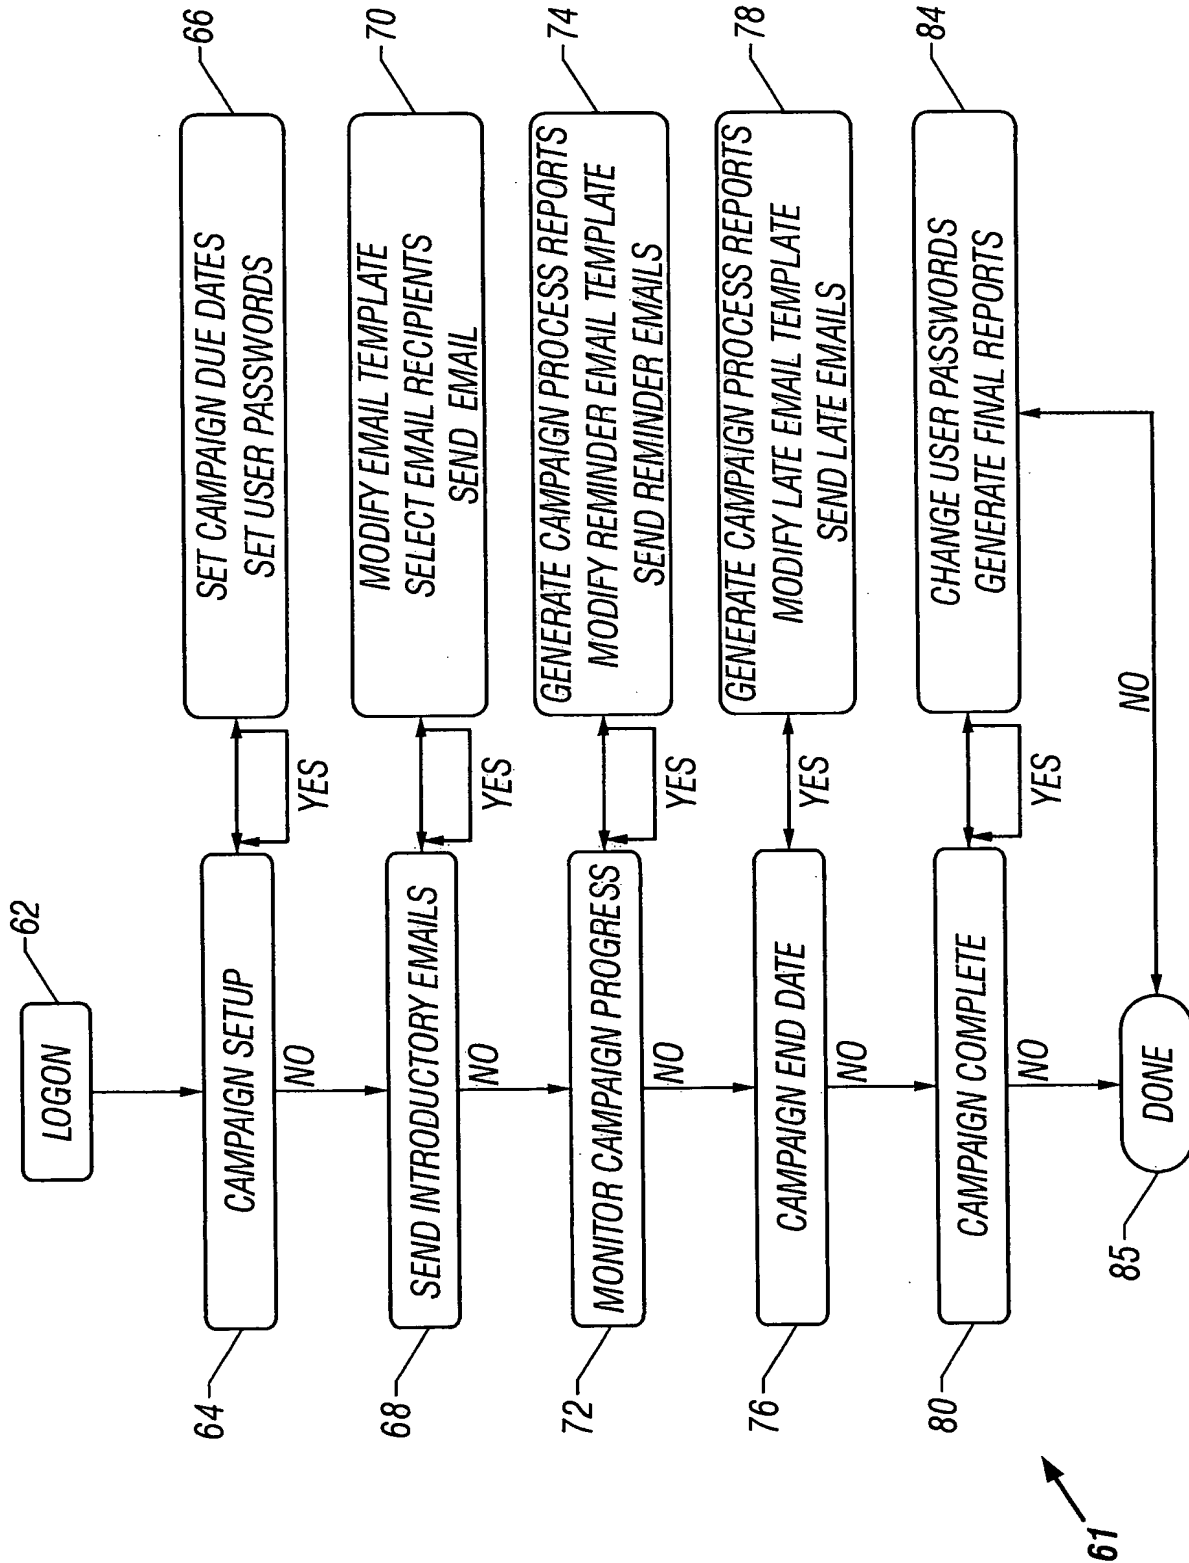 LOGON
62
CAMPAIGN SETUP
64
YES
SET CAMPAIGN DUE DATES
SET USER PASSWORDS
66
NO
SEND INTRODUCTORY EMAILS
68
YES
MODIFY EMAIL TEMPLATE
SELECT EMAIL RECIPIENTS
SEND EMAIL
70
NO
MONITOR CAMPAIGN PROGRESS
72
YES
GENERATE CAMPAIGN PROCESS REPORTS
MODIFY REMINDER EMAIL TEMPLATE
SEND REMINDER EMAILS
74
NO
CAMPAIGN END DATE
76
YES
GENERATE CAMPAIGN PROCESS REPORTS
MODIFY LATE EMAIL TEMPLATE
SEND LATE EMAILS
78
NO
CAMPAIGN COMPLETE
80
YES
CHANGE USER PASSWORDS
GENERATE FINAL REPORTS
84
NO
NO
DONE
85
61